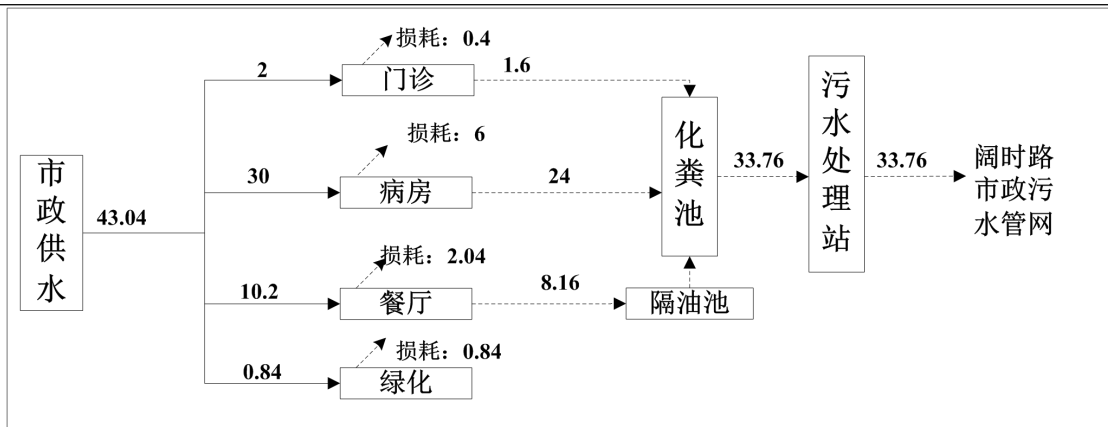 损耗：0.4
2
门诊
1.6
损耗：6
30
病房
24
市政供水
43.04
损耗：2.04
10.2
餐厅
8.16
隔油池
损耗：0.84
0.84
绿化
化粪池
33.76
污水处理站
33.76
阔时路
市政污
水管网